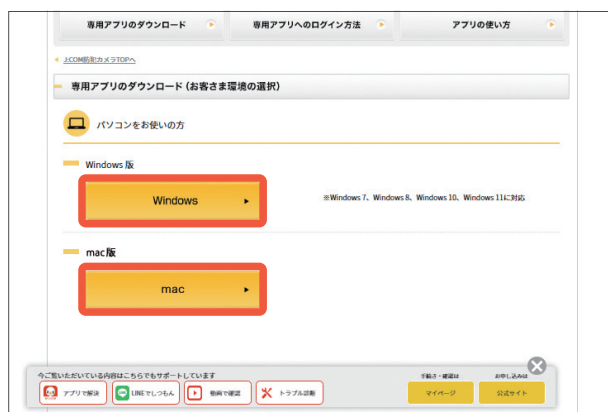 専用アプリのダウンロード
専用アプリへのログイン方法
アプリの使い方
J:COM防犯カメラTOPへ
専用アプリのダウンロード(お客さま環境の選択)
パソコンをお使いの方
Windows 版
Windows
※Windows 7、Windows 8、Windows 10、Windows 11に対応
mac版
mac
今ご覧いただいている内容はこちらでもサポートしています
アプリで解決
LINEでしつもん
動画で確認
トラブル診断
手続き・確認は
マイページ
お申し込みは
公式サイト